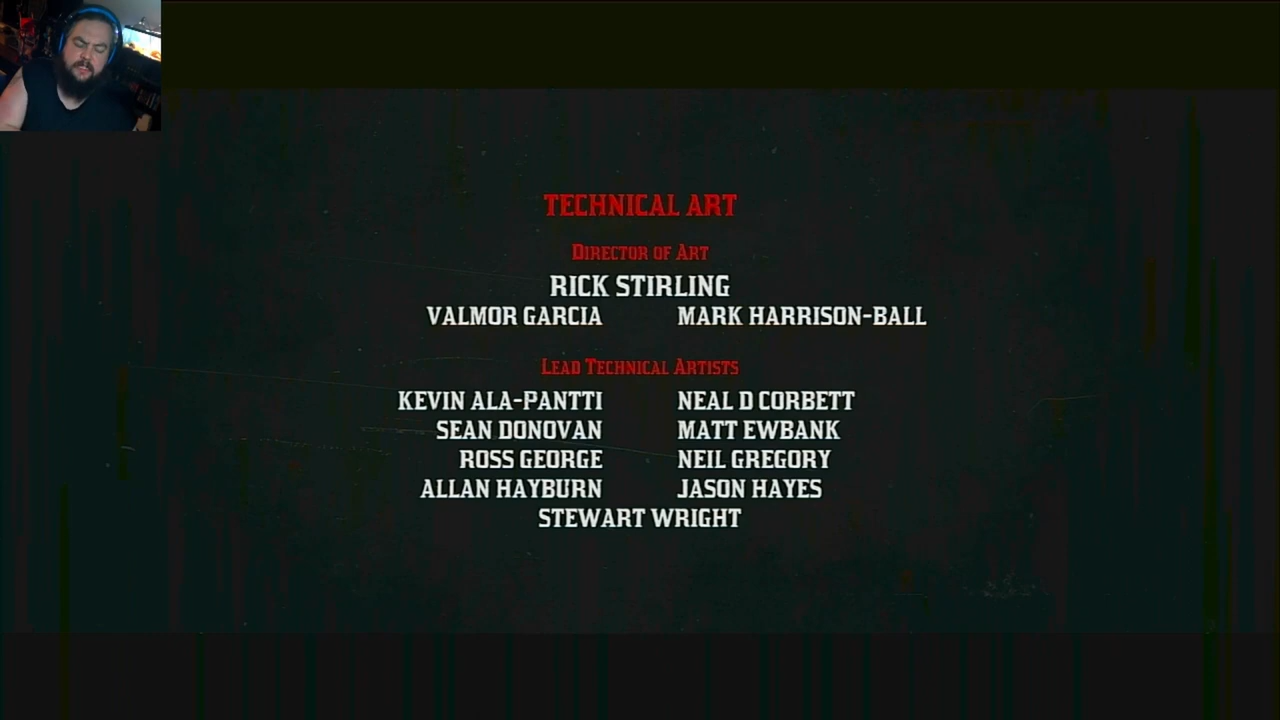 TECHNICAL ART
DIRECTOR OF ART
RICK STIRLING
VALMOR GARCIA MARK HARRISON-BALL
LEAD TECHNICAL ARTISTS
KEVIN ALA-PANTTI NEAL D CORBETT
SEAN DONOVAN MATT EWBANK
ROSS GEORGE NEIL GREGORY
ALLAN HAYBURN JASON HAYES
STEWART WRIGHT